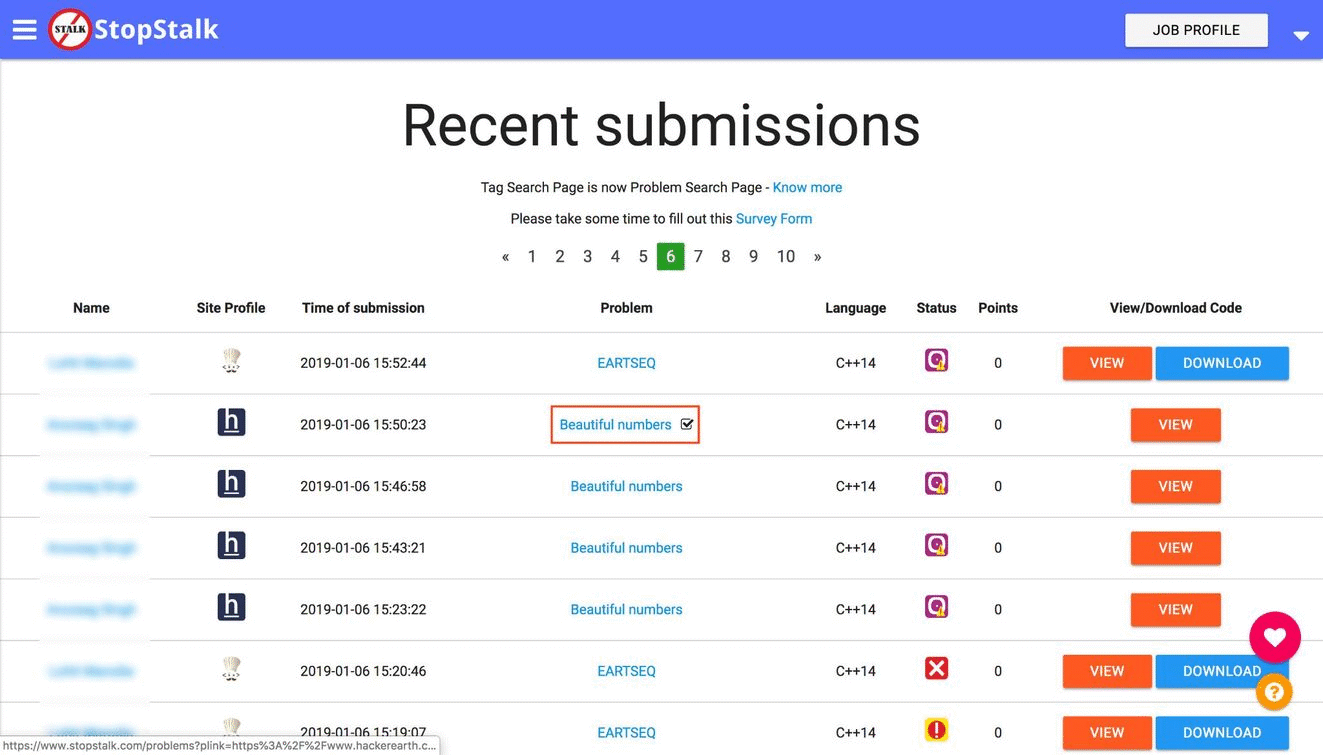 STALK StopStalk JOB PROFILE
Recent submissions
Tag Search Page is now Problem Search Page - Know more
Please take some time to fill out this Survey Form
« 1 2 3 4 5 6 7 8 9 10 »
Name Site Profile Time of submission Problem Language Status Points View/Download Code
2019-01-06 15:52:44 EARTSEQ C++14 0 VIEW DOWNLOAD
h 2019-01-06 15:50:23 Beautiful numbers C++14 0 VIEW
h 2019-01-06 15:46:58 Beautiful numbers C++14 0 VIEW
h 2019-01-06 15:43:21 Beautiful numbers C++14 0 VIEW
h 2019-01-06 15:23:22 Beautiful numbers C++14 0 VIEW
2019-01-06 15:20:46 EARTSEQ C++14 0 VIEW DOWNLOAD
2019-01-06 15:19:07 EARTSEQ C++14 0 VIEW DOWNLOAD
https://www.stopstalk.com/problems?plink=https%3A%2F%2Fwww.hackerearth.c...